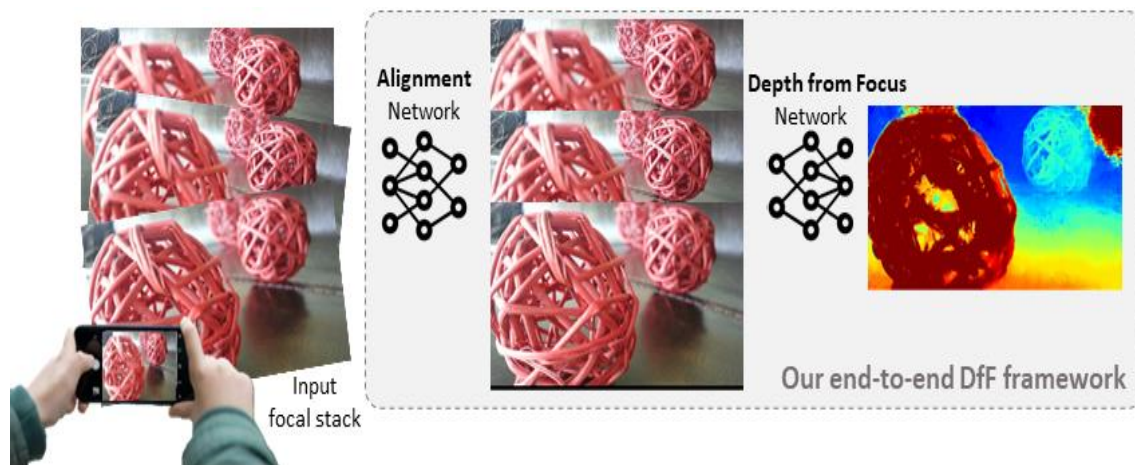 Input
focal stack
Alignment
Network
Depth from Focus
Network
Our end-to-end DfF framework